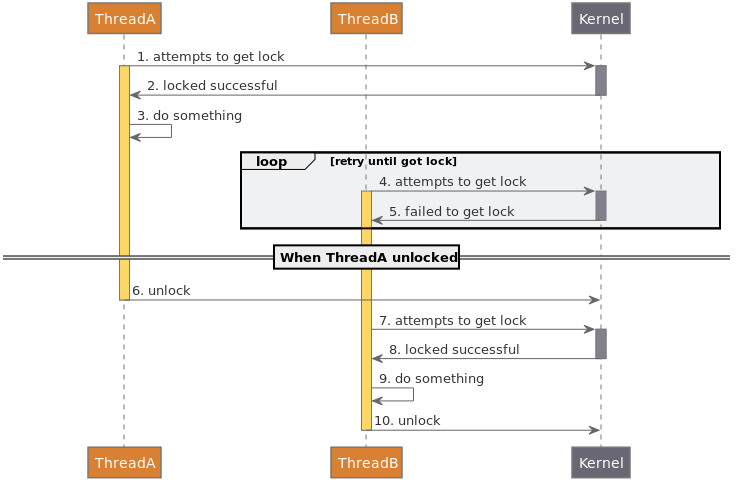 ThreadA
ThreadB
Kernel
1. attempts to get lock
2. locked successful
3. do something
loop
[retry until got lock]
4. attempts to get lock
5. failed to get lock
When ThreadA unlocked
6. unlock
7. attempts to get lock
8. locked successful
9. do something
10. unlock
ThreadA
ThreadB
Kernel